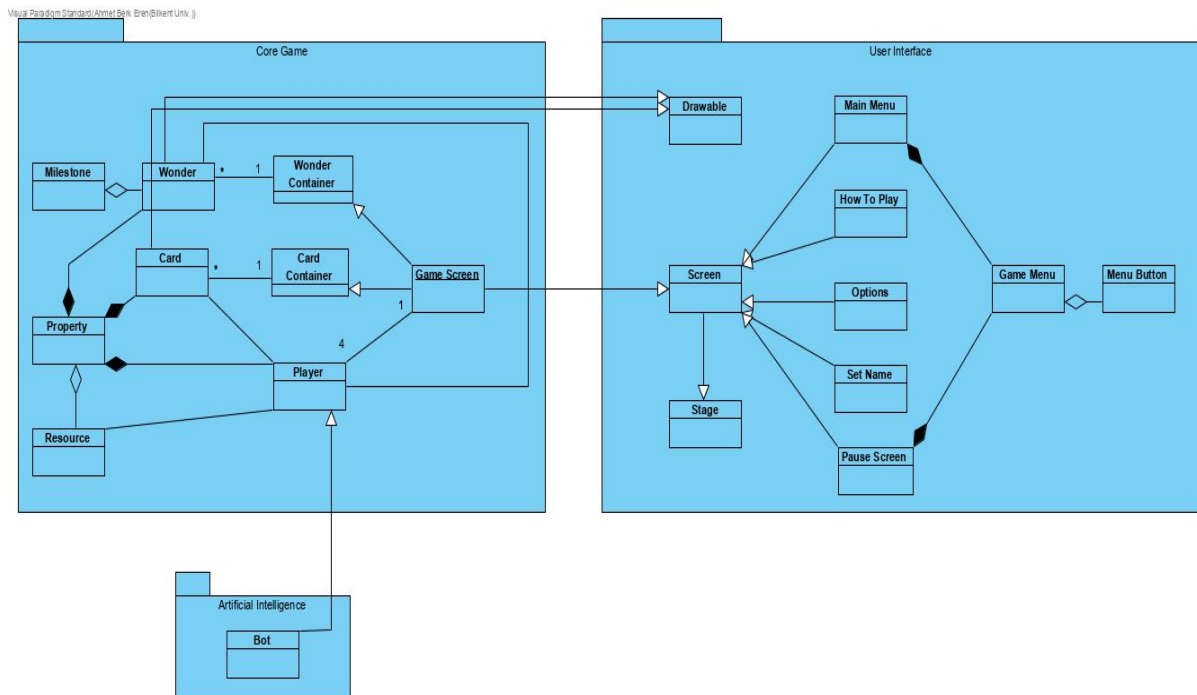 Visual Paradigm Standard(Ahmet Berk Eren(Bilkent Univ.))
Core Game
User Interface
Drawable
Main Menu
Milestone
Wonder
*
1
Wonder
Container
How To Play
Card
*
1
Card
Container
Game Screen
1
Screen
Options
Game Menu
Menu Button
Property
4
Player
Set Name
Stage
Resource
Pause Screen
Artificial Intelligence
Bot